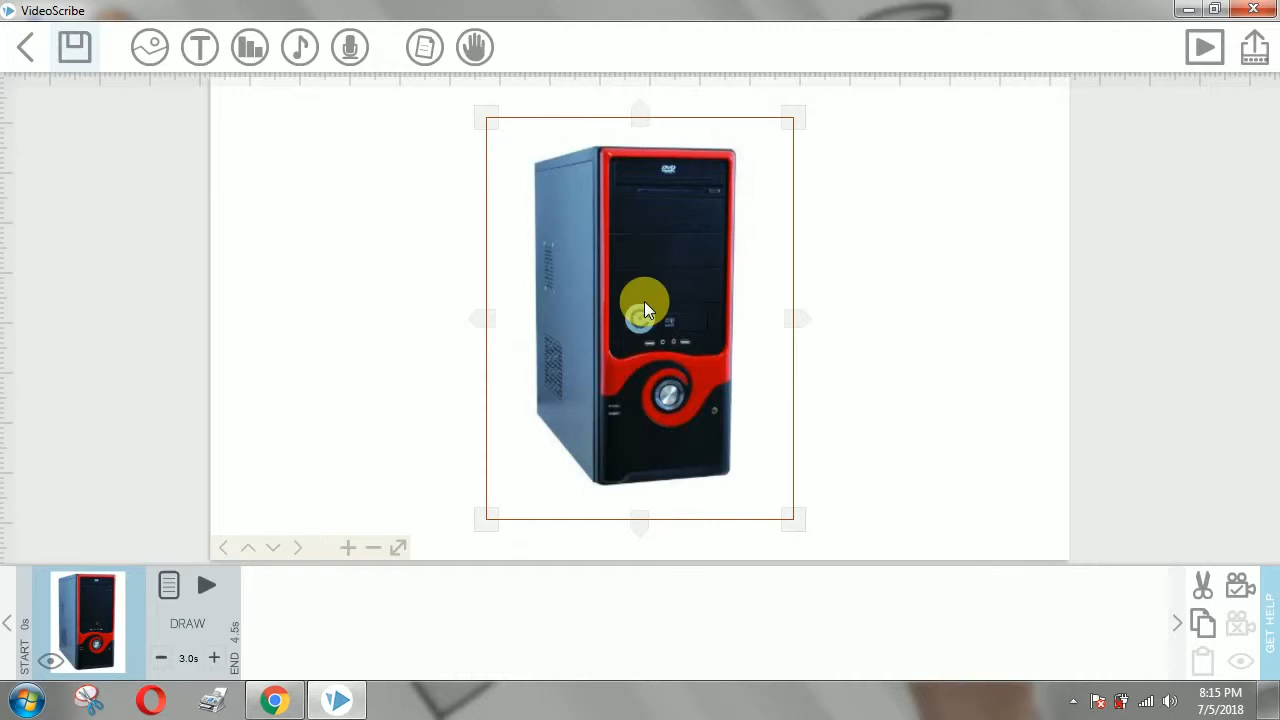 VideoScribe
T
DVD
START 0s
DRAW
3.0s
END 4.5s
GET HELP
8:15 PM
7/5/2018